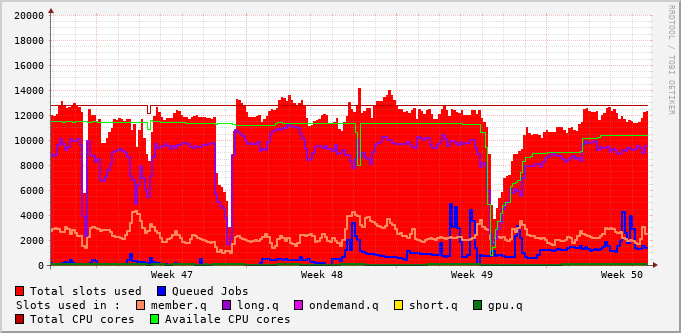 RRDTOOL / TOBI OETIKER
20000
18000
16000
14000
12000
10000
8000
6000
4000
2000
0
Week 47 Week 48 Week 49 Week 50
Total slots used Queued Jobs
Slots used in : member.q long.q ondemand.q short.q gpu.q
Total CPU cores Availale CPU cores